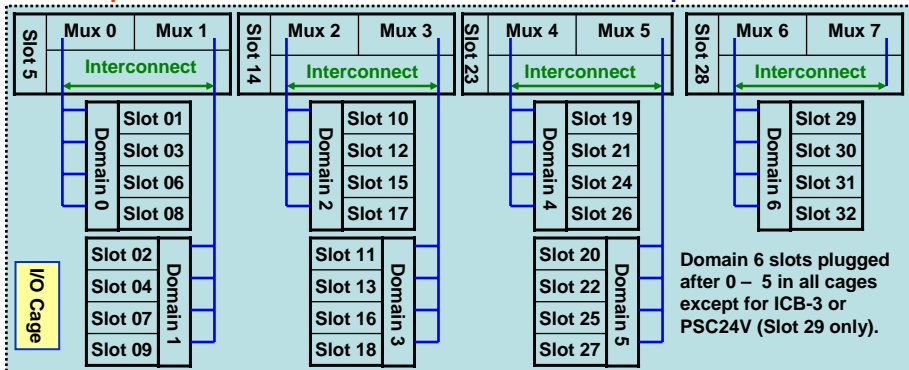 Slot 5
Mux 0 Mux 1
Interconnect
Slot 14
Mux 2 Mux 3
Interconnect
Slot 23
Mux 4 Mux 5
Interconnect
Slot 28
Mux 6 Mux 7
Interconnect
Domain 0
Slot 01
Slot 03
Slot 06
Slot 08
Domain 2
Slot 10
Slot 12
Slot 15
Slot 17
Domain 4
Slot 19
Slot 21
Slot 24
Slot 26
Domain 6
Slot 29
Slot 30
Slot 31
Slot 32
I/O Cage
Slot 02
Slot 04
Slot 07
Slot 09
Domain 1
Slot 11
Slot 13
Slot 16
Slot 18
Domain 3
Slot 20
Slot 22
Slot 25
Slot 27
Domain 5
Domain 6 slots plugged
after 0 – 5 in all cages
except for ICB-3 or
PSC24V (Slot 29 only).